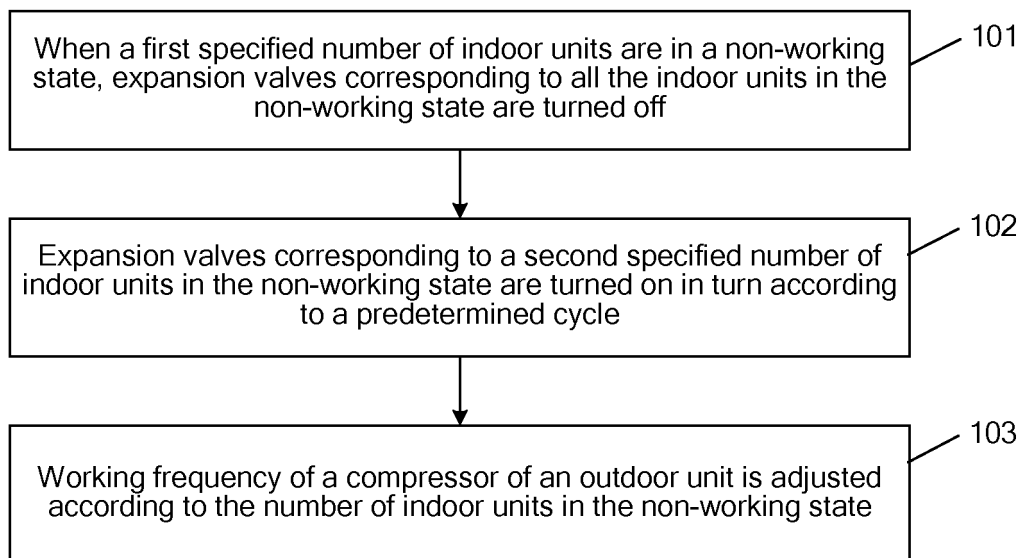 When a first specified number of indoor units are in a non-working
state, expansion valves corresponding to all the indoor units in the
non-working state are turned off
101
Expansion valves corresponding to a second specified number of
indoor units in the non-working state are turned on in turn according
to a predetermined cycle
102
Working frequency of a compressor of an outdoor unit is adjusted
according to the number of indoor units in the non-working state
103